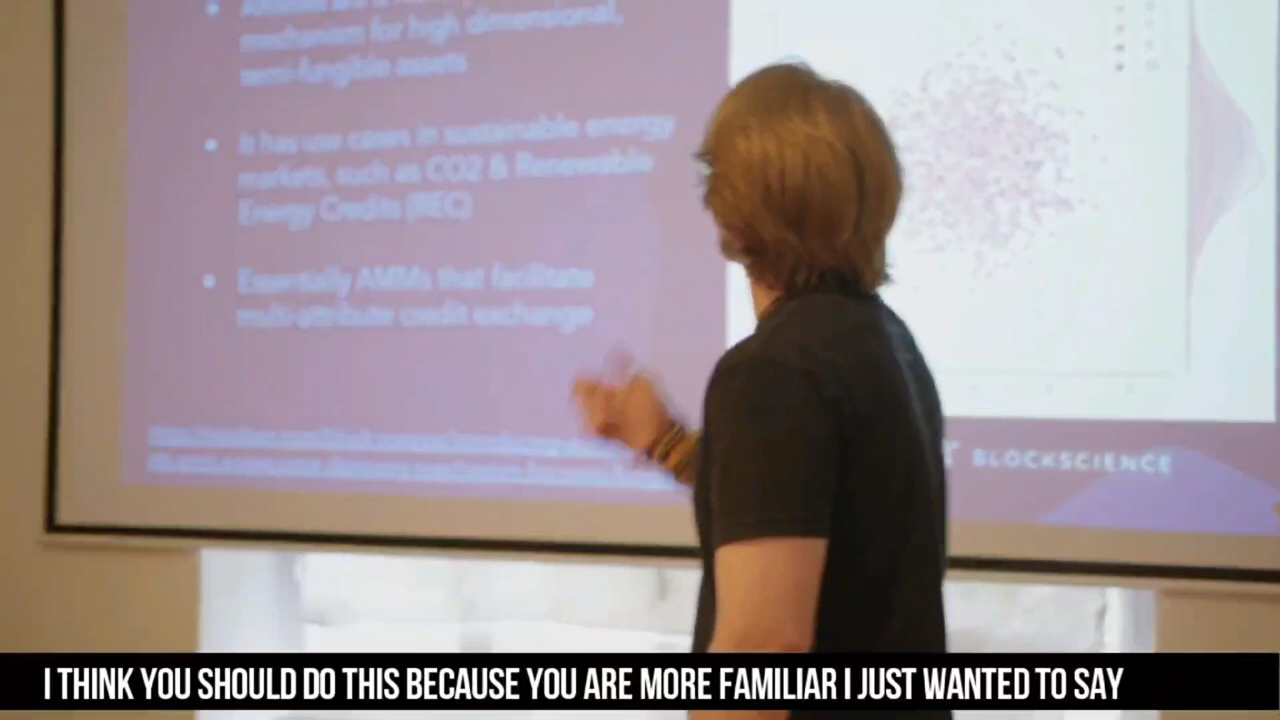 mechanism for high dimensional,
semi-fungible assets
It has use cases in sustainable energy
markets, such as CO2 & Renewable
Energy Credits (REC)
Essentially AMMs that facilitate
multi-attribute credit exchange
BLOCKSCIENCE
I THINK YOU SHOULD DO THIS BECAUSE YOU ARE MORE FAMILIAR I JUST WANTED TO SAY